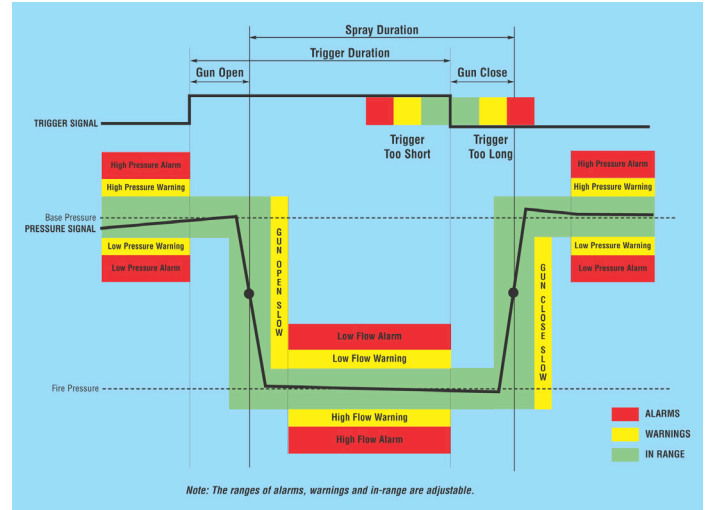 Spray Duration
Trigger Duration
Gun Open
Gun Close
TRIGGER SIGNAL
Trigger
Too Short
Trigger
Too Long
High Pressure Alarm
High Pressure Warning
High Pressure Alarm
High Pressure Warning
Base Pressure
PRESSURE SIGNAL
Low Pressure Warning
Low Pressure Alarm
Low Pressure Warning
Low Pressure Alarm
GUN OPEN SLOW
GUN CLOSE SLOW
Low Flow Alarm
Low Flow Warning
Fire Pressure
High Flow Warning
High Flow Alarm
ALARMS
WARNINGS
IN RANGE
Note: The ranges of alarms, warnings and in-range are adjustable.